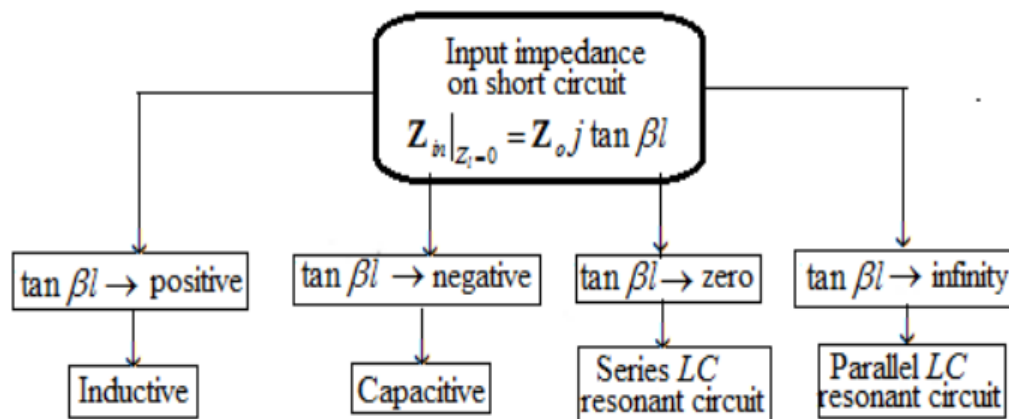 Input impedance
on short circuit
Z_in|_{Z_l=0} = Z_o j tan βl
tan βl → positive
tan βl → negative
tan βl → zero
tan βl → infinity
Inductive
Capacitive
Series LC
resonant circuit
Parallel LC
resonant circuit